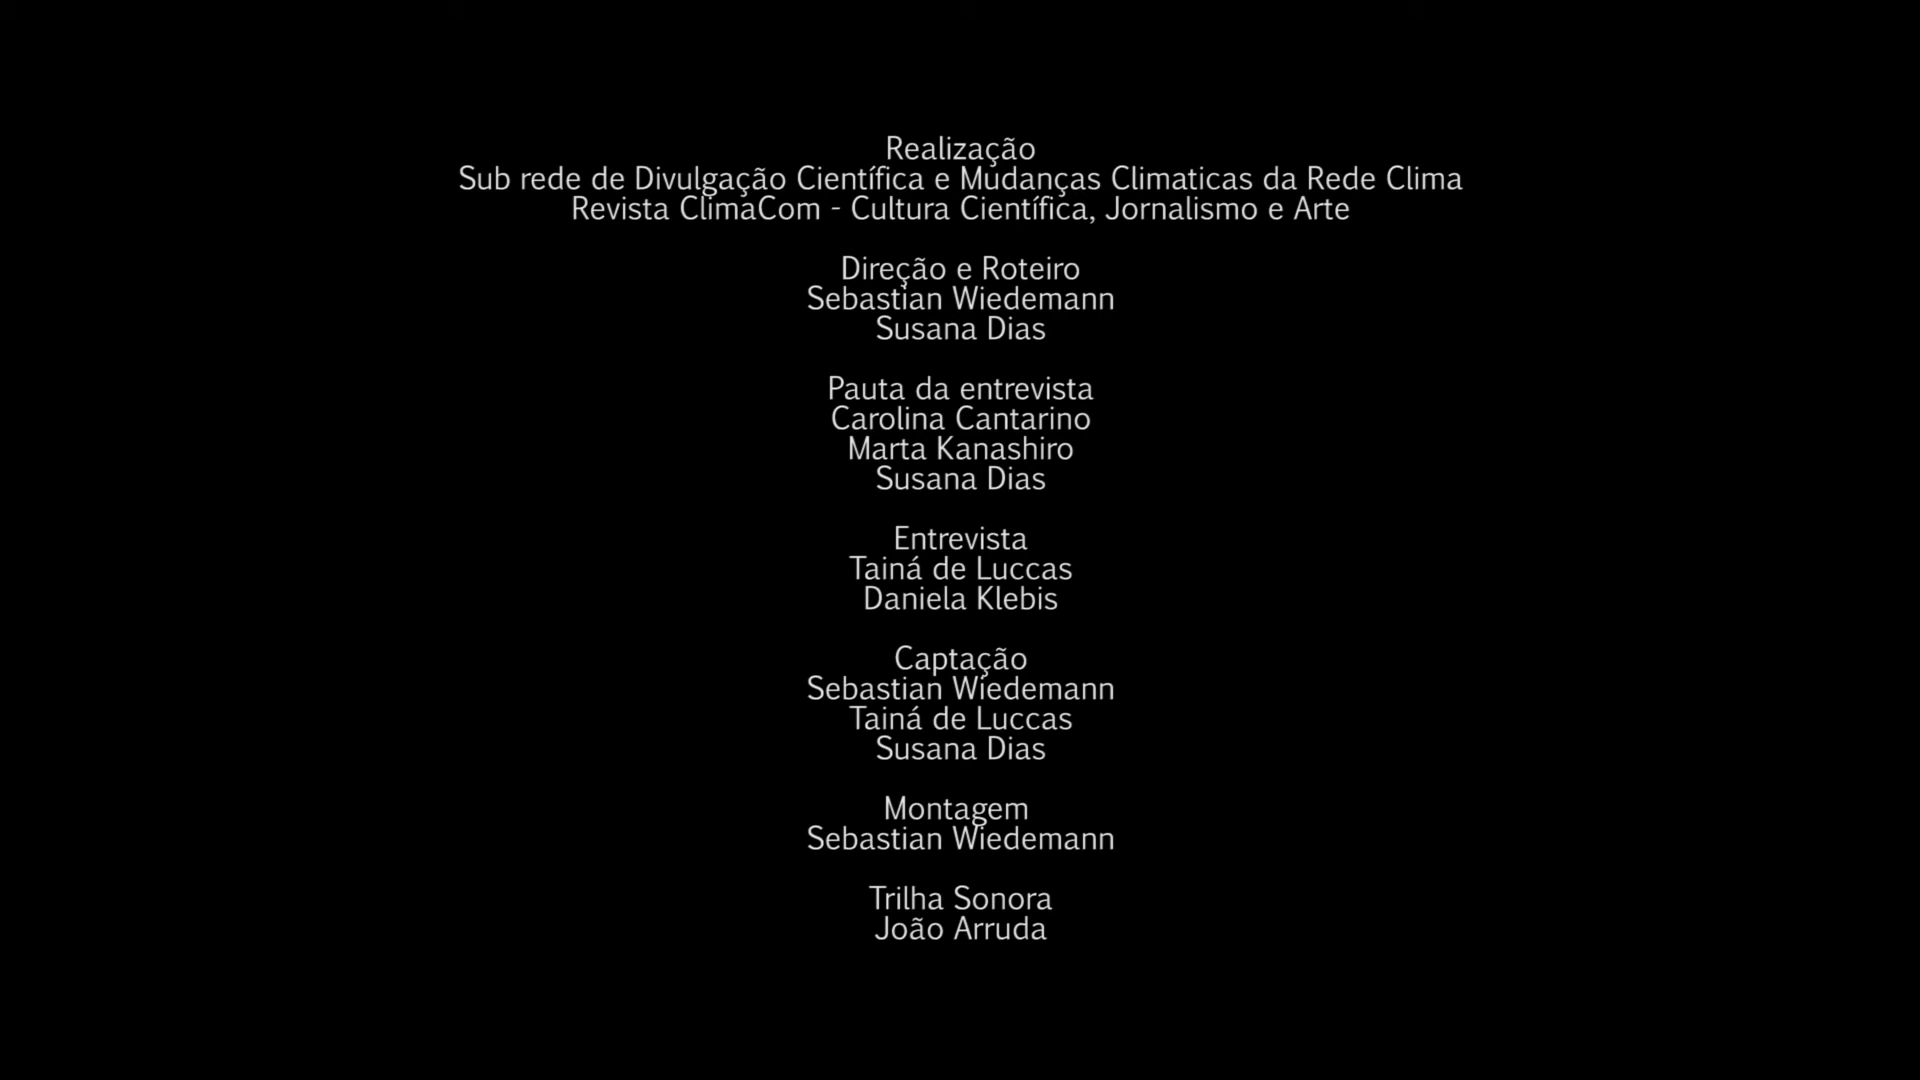 Realização
Sub rede de Divulgação Científica e Mudanças Climaticas da Rede Clima
Revista ClimaCom - Cultura Científica, Jornalismo e Arte
Direção e Roteiro
Sebastian Wiedemann
Susana Dias
Pauta da entrevista
Carolina Cantarino
Marta Kanashiro
Susana Dias
Entrevista
Tainá de Luccas
Daniela Klebis
Captação
Sebastian Wiedemann
Tainá de Luccas
Susana Dias
Montagem
Sebastian Wiedemann
Trilha Sonora
João Arruda